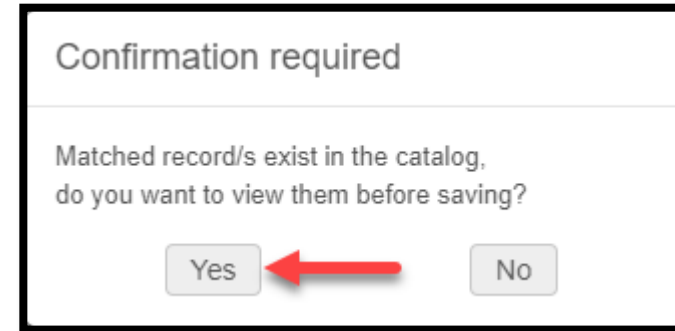 Confirmation required
Matched record/s exist in the catalog,
do you want to view them before saving?
Yes No